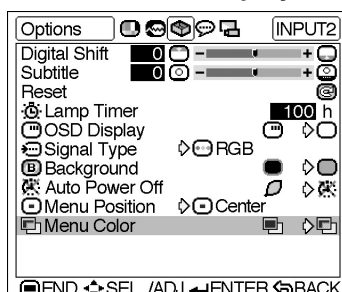 Options INPUT2
Digital Shift 0 - +
Subtitle 0 - +
Reset
Lamp Timer 100 h
OSD Display
Signal Type RGB
B Background
Auto Power Off
Menu Position Center
Menu Color
END SEL./ADJ. ENTER BACK